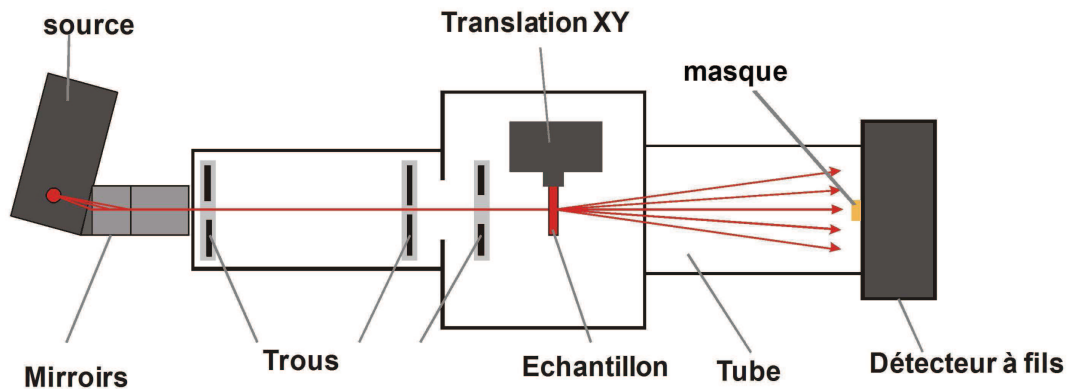 source
Translation XY
masque
Mirroirs
Trous
Echantillon
Tube
Détecteur à fils